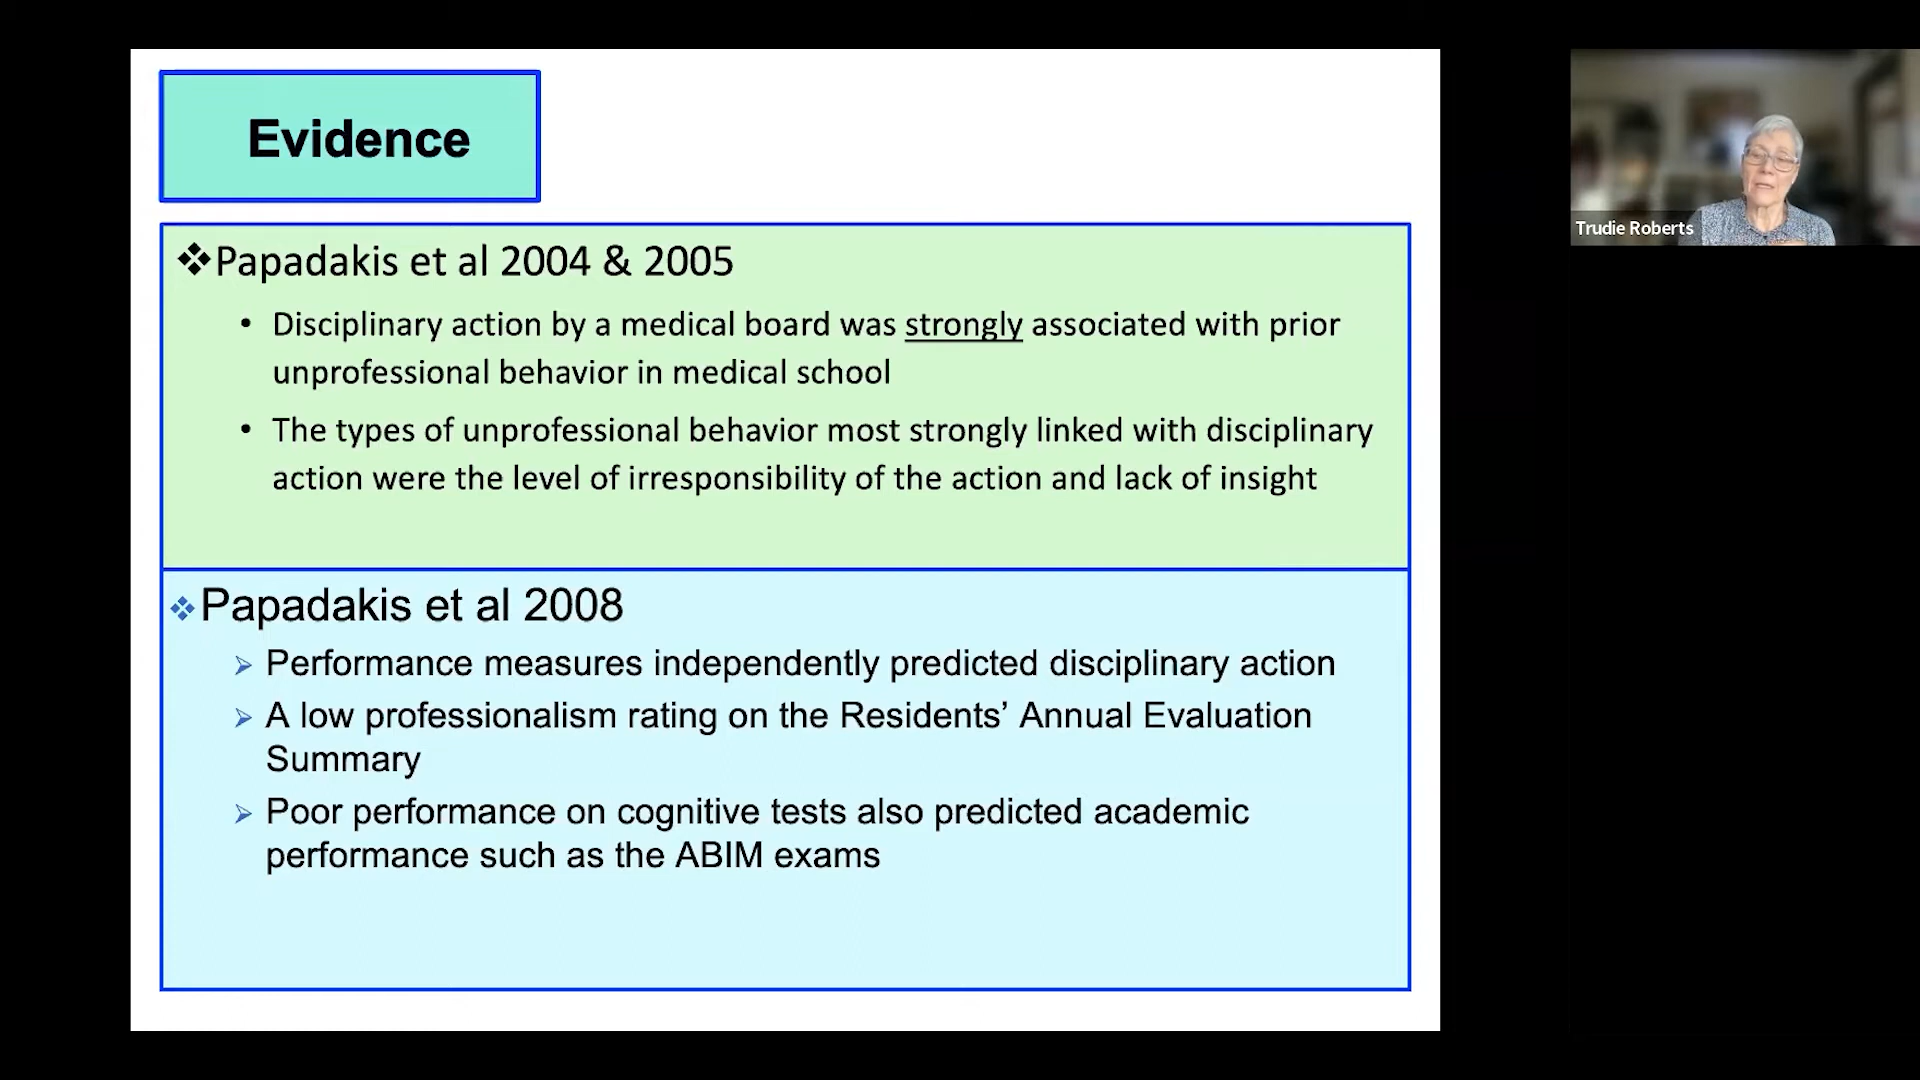 Evidence
❖Papadakis et al 2004 & 2005
• Disciplinary action by a medical board was strongly associated with prior
unprofessional behavior in medical school
• The types of unprofessional behavior most strongly linked with disciplinary
action were the level of irresponsibility of the action and lack of insight
❖Papadakis et al 2008
➢ Performance measures independently predicted disciplinary action
➢ A low professionalism rating on the Residents’ Annual Evaluation
Summary
➢ Poor performance on cognitive tests also predicted academic
performance such as the ABIM exams
Trudie Roberts